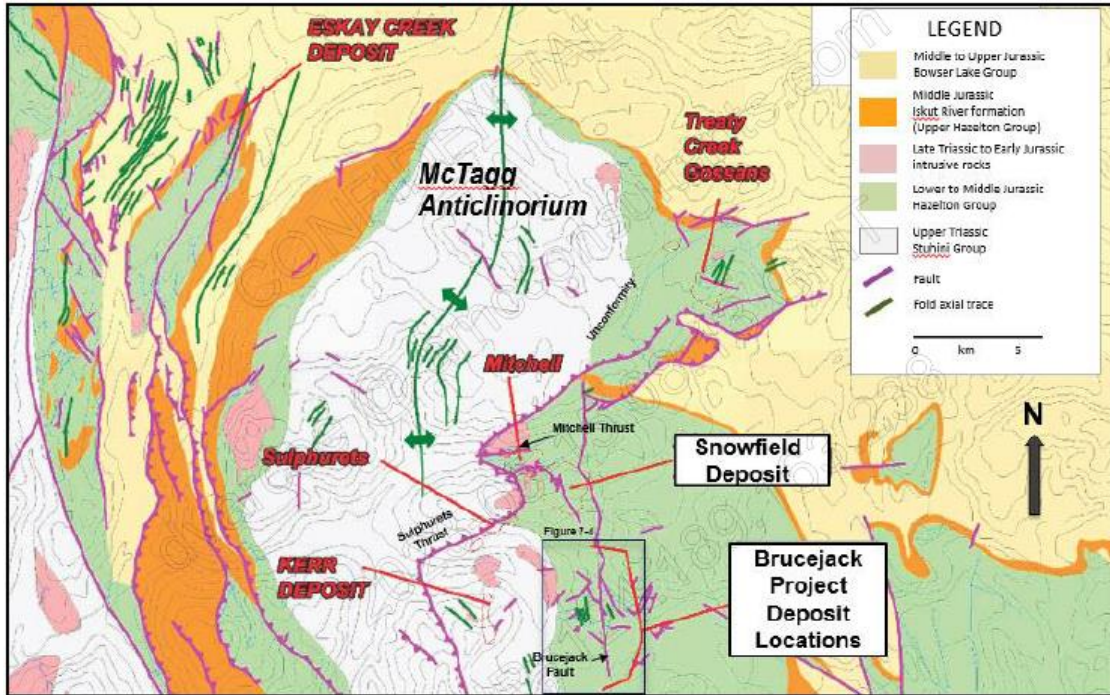 ESKAY CREEK
DEPOSIT
McTagg
Anticlinorium
Treaty
Creek
Gossans
Unconformity
Mitchell
Mitchell Thrust
Sulphurets
Sulphurets
Thrust
KERR
DEPOSIT
Snowfield
Deposit
Brucejack
Project
Deposit
Locations
Brucejack
Fault
N
LEGEND
Middle to Upper Jurassic
Bowser Lake Group
Middle Jurassic
Iskut River formation
(Upper Hazelton Group)
Late Triassic to Early Jurassic
intrusive rocks
Lower to Middle Jurassic
Hazelton Group
Upper Triassic
Stuhini Group
Fault
Fold axial trace
0 km 5